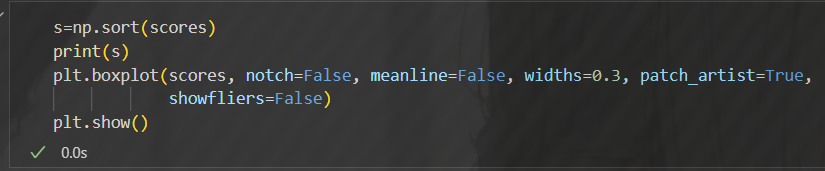 s=np.sort(scores)
print(s)
plt.boxplot(scores, notch=False, meanline=False, widths=0.3, patch_artist=True,
            showfliers=False)
plt.show()
0.0s